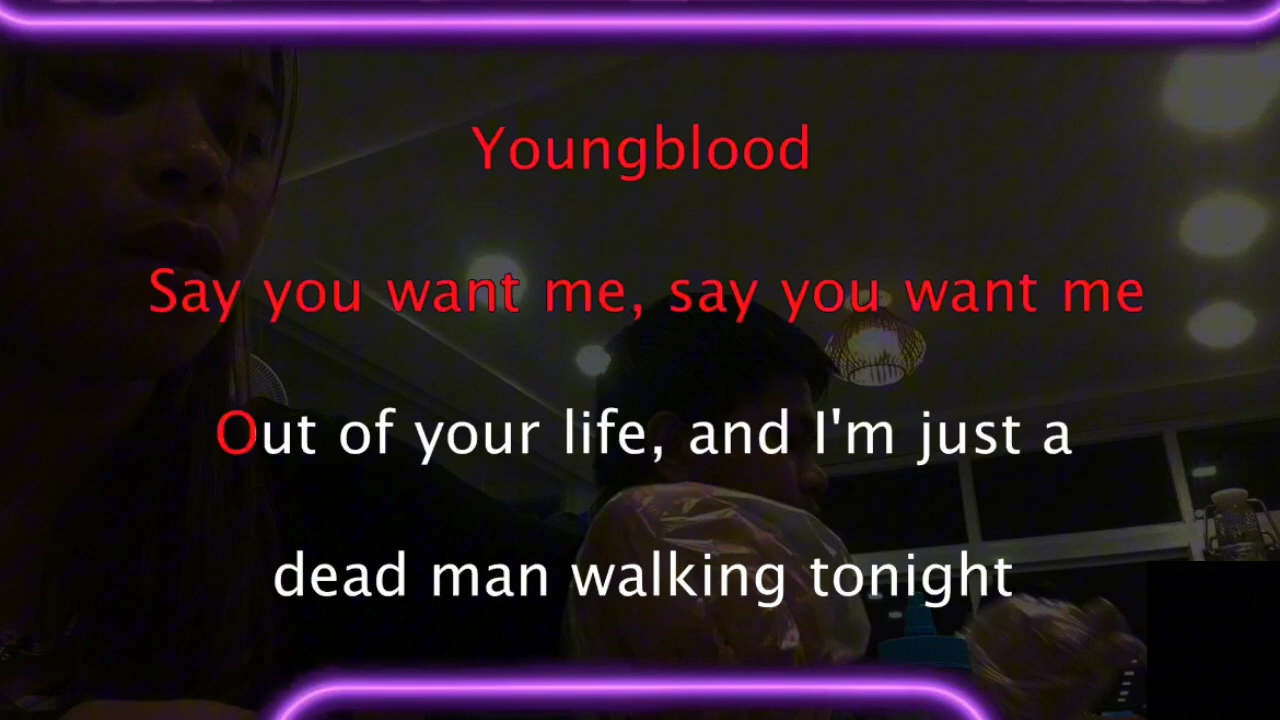 Youngblood
Say you want me, say you want me
Out of your life, and I'm just a
dead man walking tonight